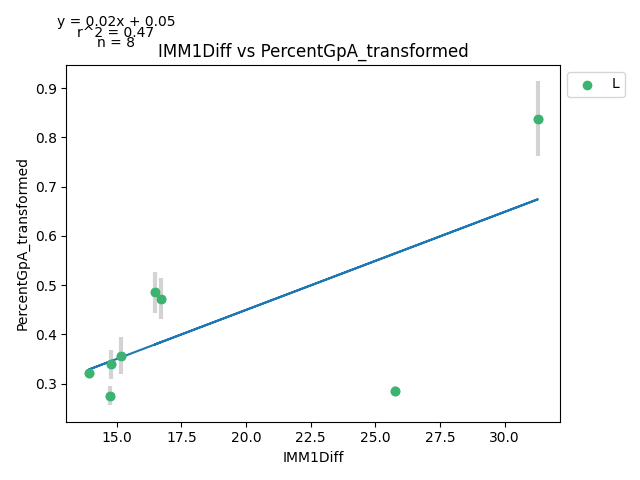 y = 0.02x + 0.05
r^2 = 0.47
n = 8
IMM1Diff vs PercentGpA_transformed
L
PercentGpA_transformed
0.9
0.8
0.7
0.6
0.5
0.4
0.3
15.0 17.5 20.0 22.5 25.0 27.5 30.0
IMM1Diff